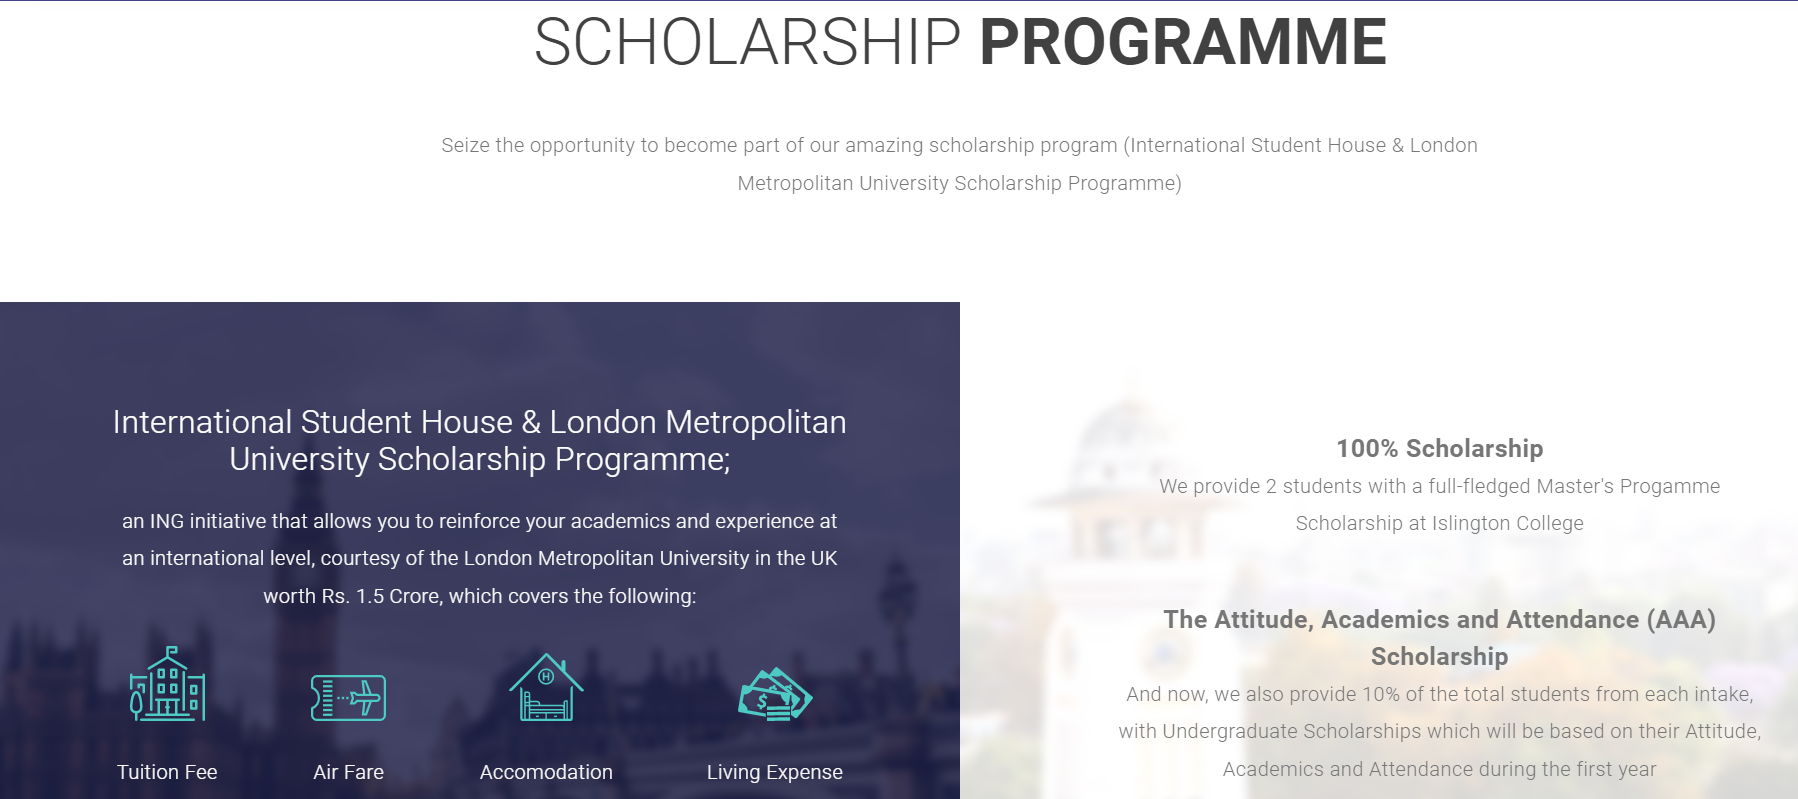 SCHOLARSHIP PROGRAMME
Seize the opportunity to become part of our amazing scholarship program (International Student House & London
Metropolitan University Scholarship Programme)
International Student House & London Metropolitan
University Scholarship Programme;
an ING initiative that allows you to reinforce your academics and experience at
an international level, courtesy of the London Metropolitan University in the UK
worth Rs. 1.5 Crore, which covers the following:
Tuition Fee
Air Fare
Accomodation
Living Expense
100% Scholarship
We provide 2 students with a full-fledged Master's Progamme
Scholarship at Islington College
The Attitude, Academics and Attendance (AAA)
Scholarship
And now, we also provide 10% of the total students from each intake,
with Undergraduate Scholarships which will be based on their Attitude,
Academics and Attendance during the first year